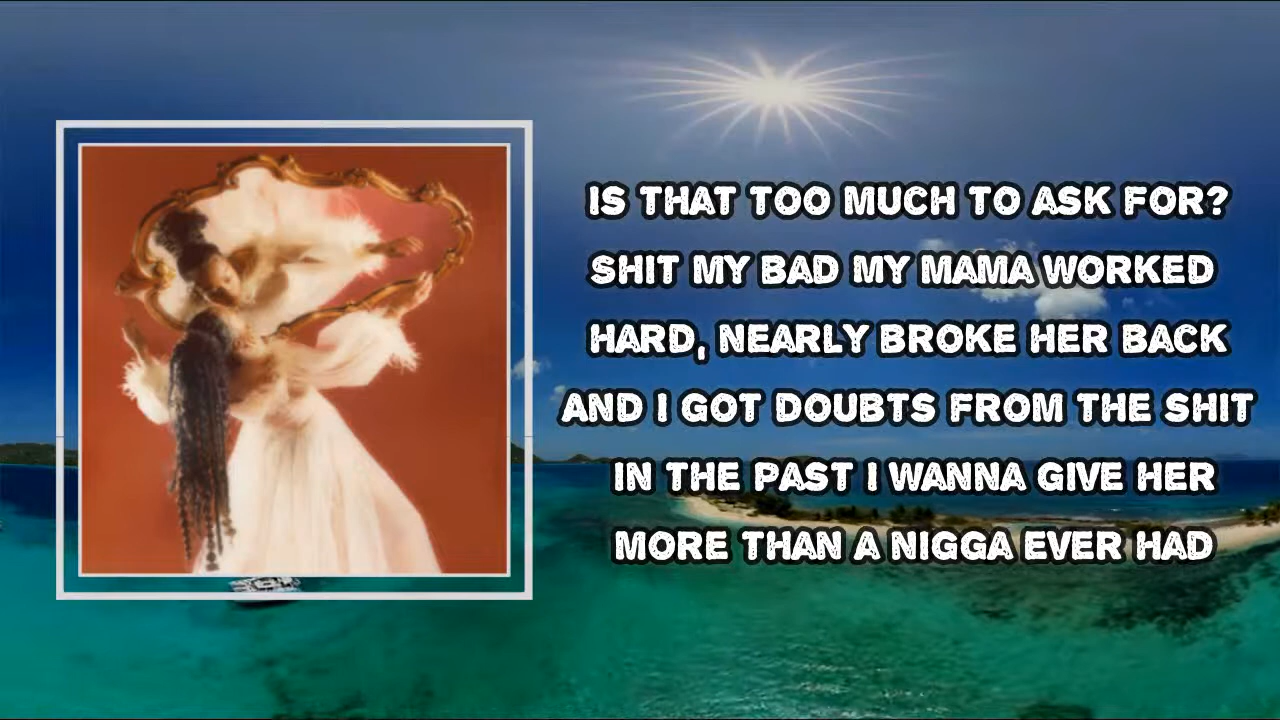 IS THAT TOO MUCH TO ASK FOR?
SHIT MY BAD MY MAMA WORKED
HARD, NEARLY BROKE HER BACK
AND I GOT DOUBTS FROM THE SHIT
IN THE PAST I WANNA GIVE HER
MORE THAN A NIGGA EVER HAD